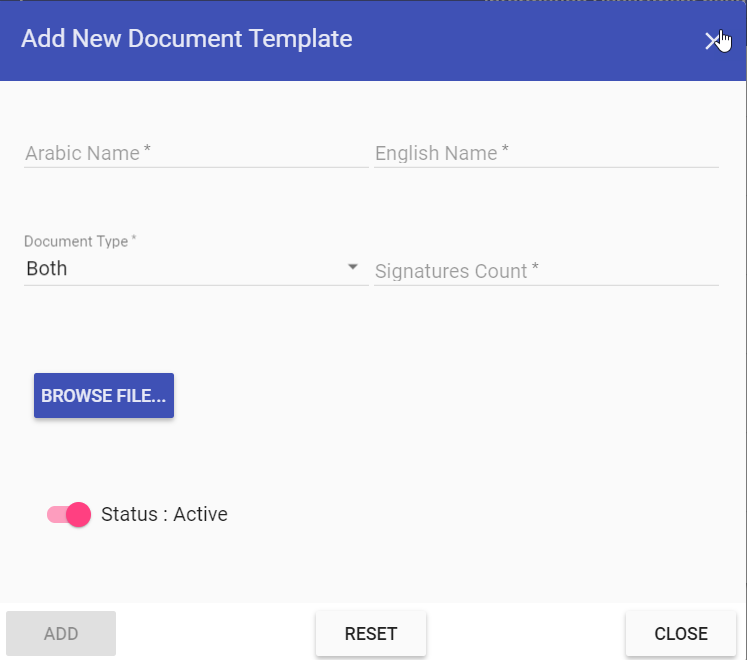 Add New Document Template
Arabic Name *
English Name *
Document Type *
Both
Signatures Count *
BROWSE FILE...
Status : Active
ADD
RESET
CLOSE